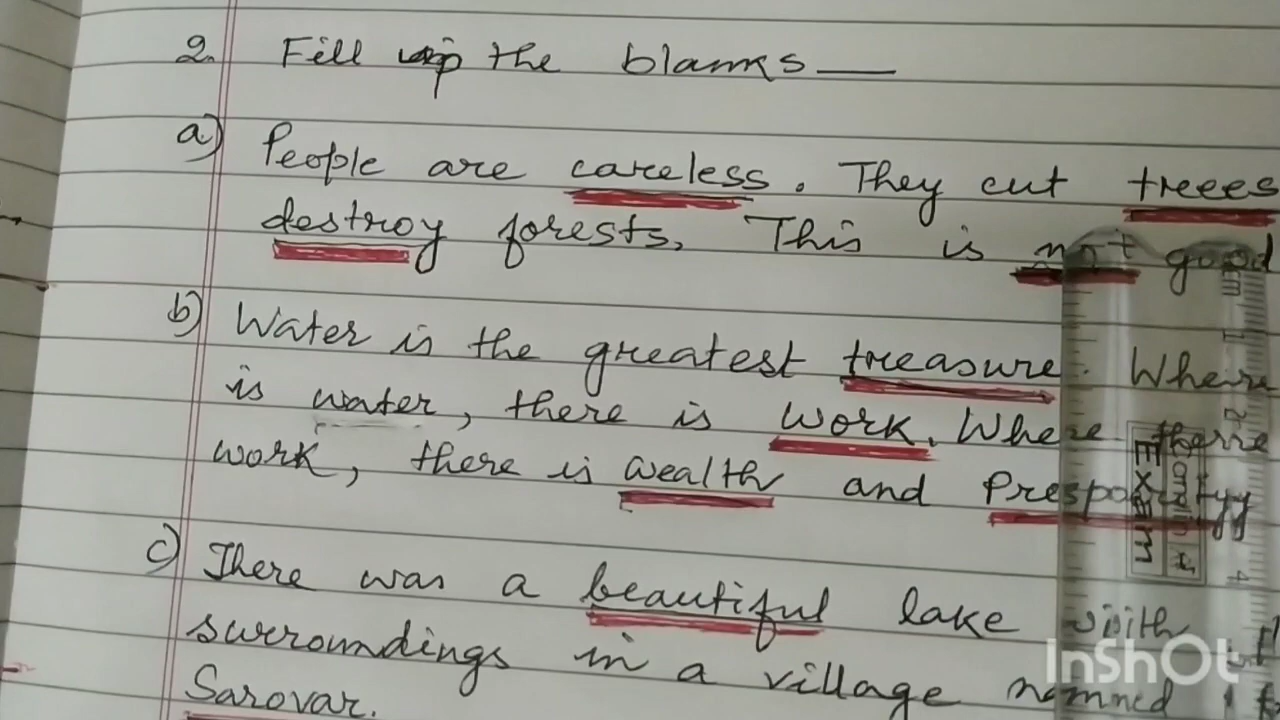 2. Fill up the blanks —
a) People are careless. They cut treees
destroy forests. This is not good
b) Water is the greatest treasure. Where
is water, there is work. Where there
work, there is wealth and
c) There was a beautiful lake with
surroundings in a village named
Sarovar.
Exam
InShOt